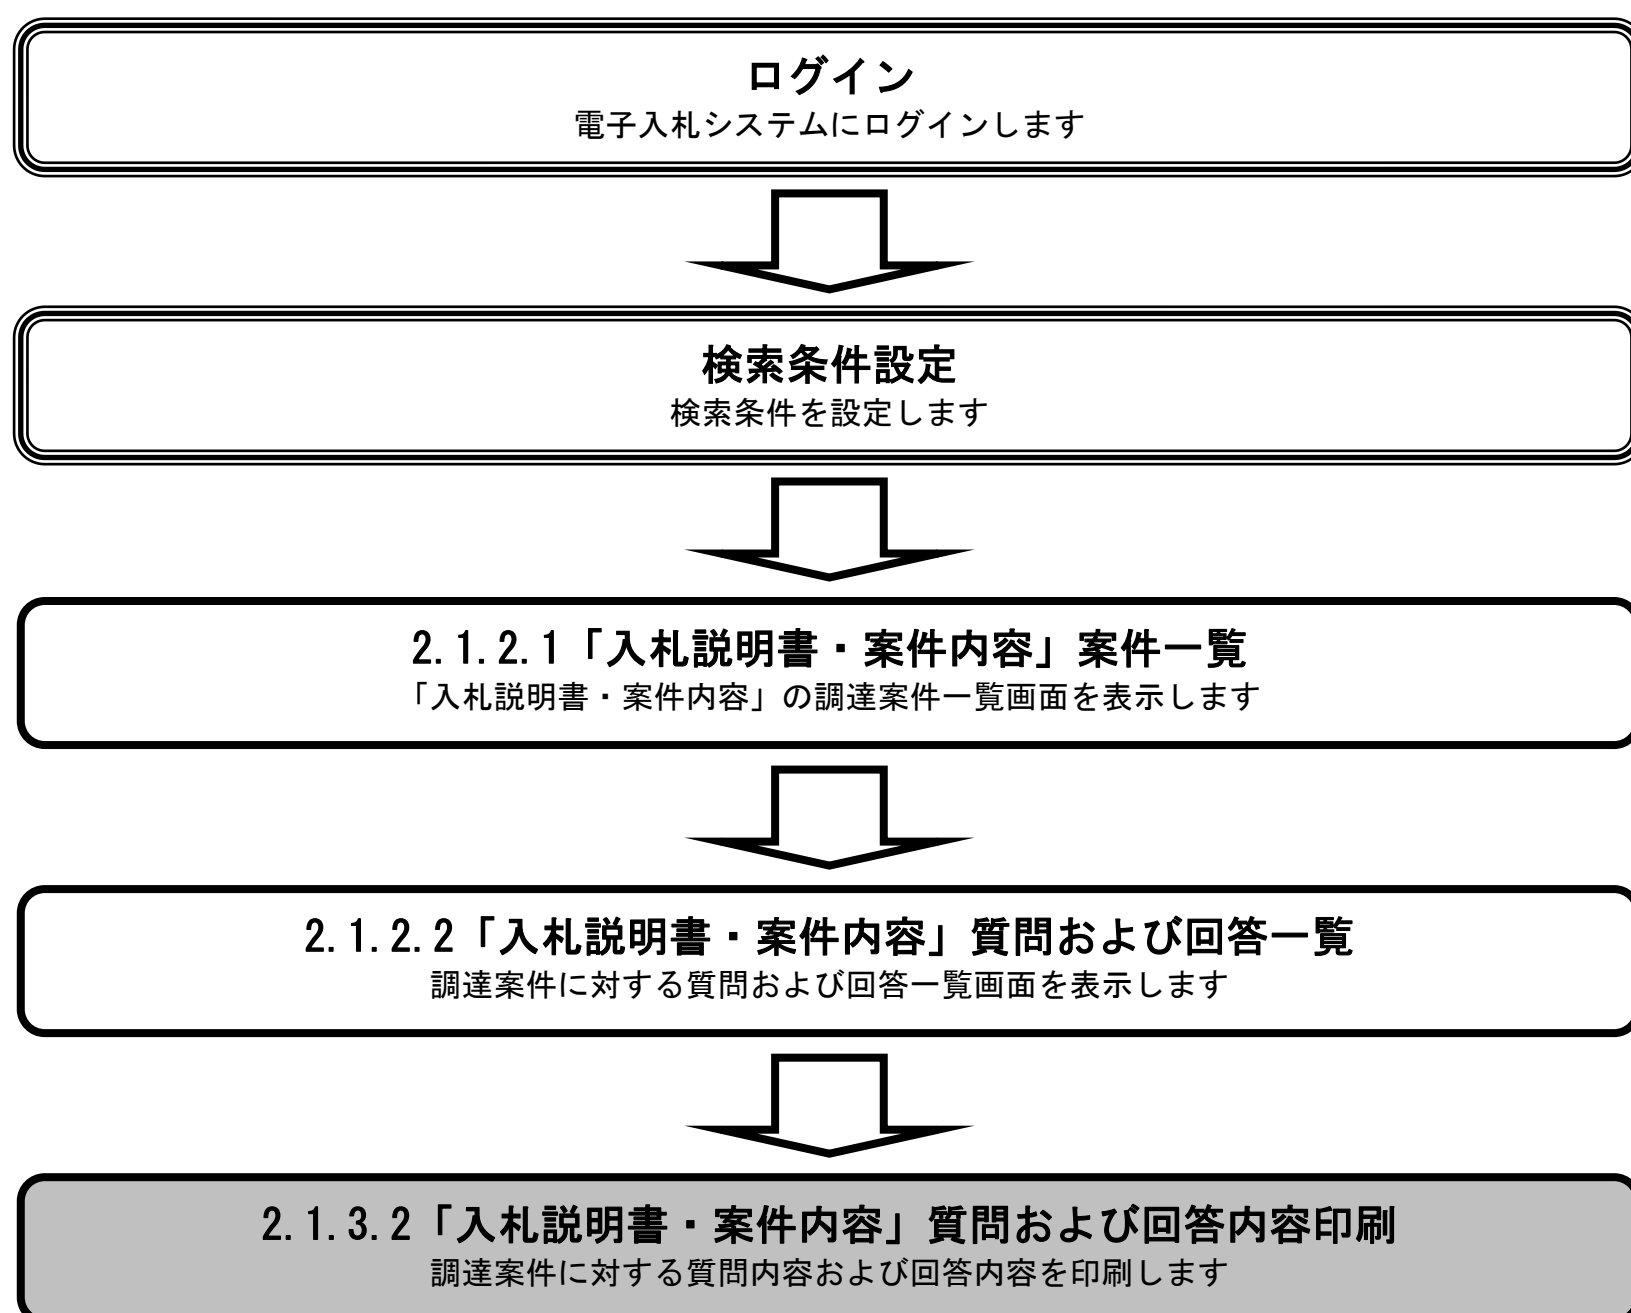 ログイン
電子入札システムにログインします
検索条件設定
検索条件を設定します
2.1.2.1「入札説明書・案件内容」案件一覧
「入札説明書・案件内容」の調達案件一覧画面を表示します
2.1.2.2「入札説明書・案件内容」質問および回答一覧
調達案件に対する質問および回答一覧画面を表示します
2.1.3.2「入札説明書・案件内容」質問および回答内容印刷
調達案件に対する質問内容および回答内容を印刷します